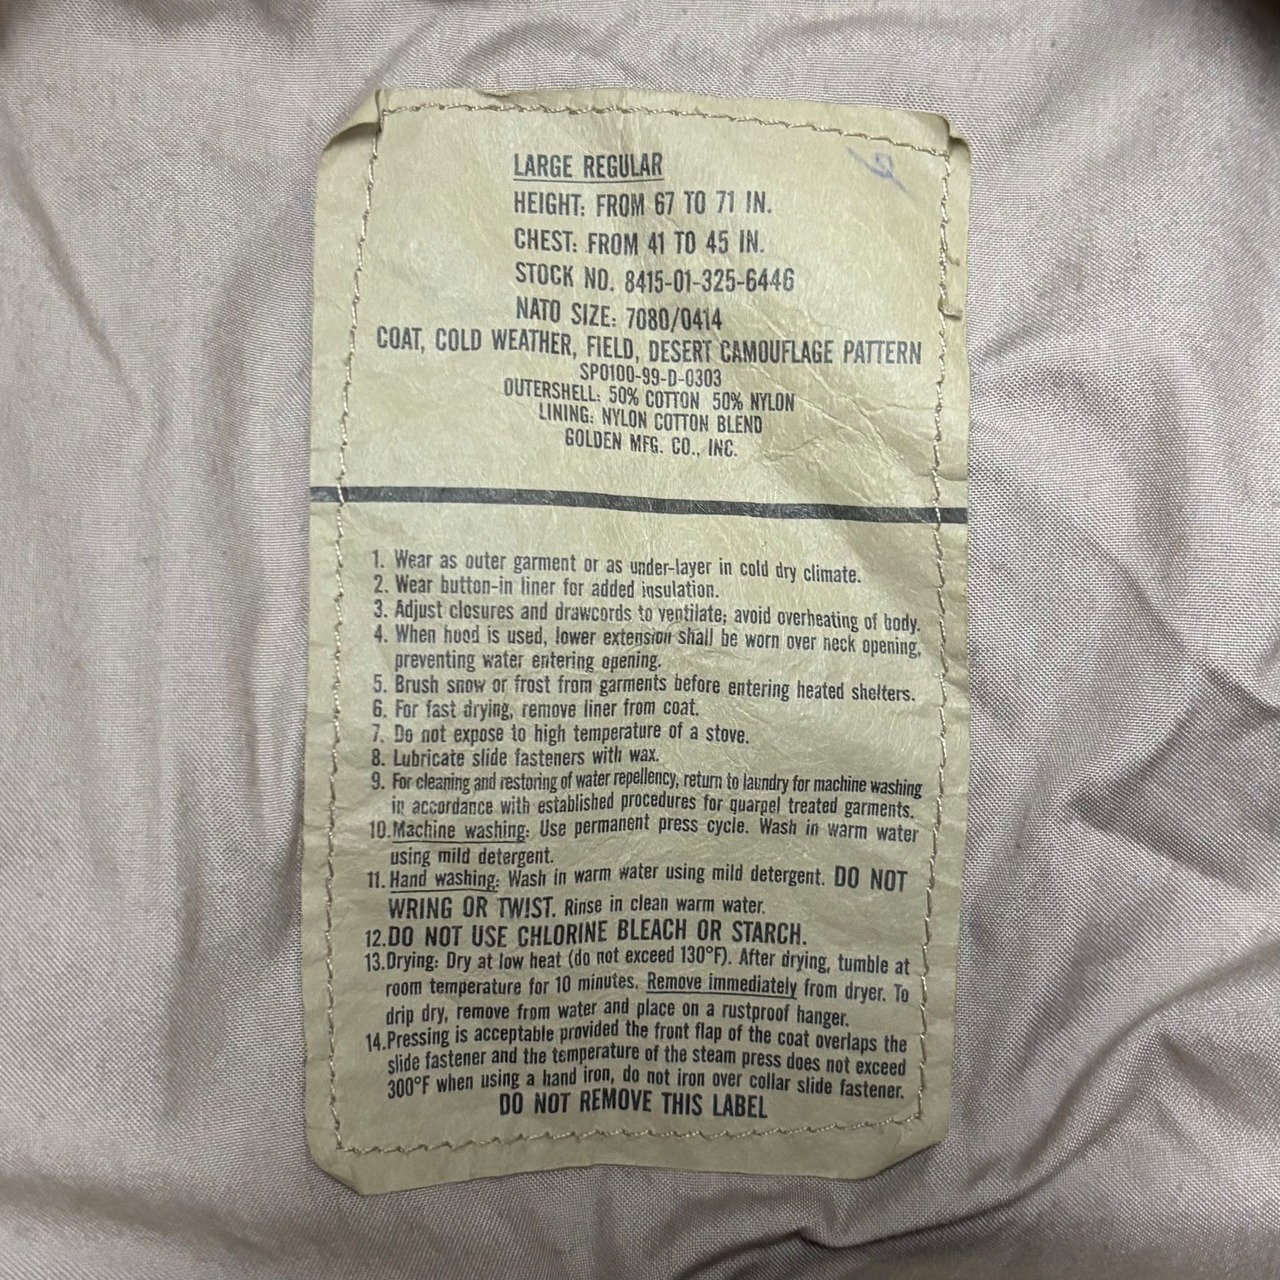 LARGE REGULAR
HEIGHT: FROM 67 TO 71 IN.
CHEST: FROM 41 TO 45 IN.
STOCK NO. 8415-01-325-6446
NATO SIZE: 7080/0414
COAT, COLD WEATHER, FIELD, DESERT CAMOUFLAGE PATTERN
SPO100-99-D-0303
OUTERSHELL: 50% COTTON 50% NYLON
LINING: NYLON COTTON BLEND
GOLDEN MFG. CO., INC.
1. Wear as outer garment or as under-layer in cold dry climate.
2. Wear button-in liner for added insulation.
3. Adjust closures and drawcords to ventilate; avoid overheating of body.
4. When hood is used, lower extension shall be worn over neck opening,
preventing water entering opening.
5. Brush snow or frost from garments before entering heated shelters.
6. For fast drying, remove liner from coat.
7. Do not expose to high temperature of a stove.
8. Lubricate slide fasteners with wax.
9. For cleaning and restoring of water repellency, return to laundry for machine washing
in accordance with established procedures for quarpel treated garments.
10. Machine washing: Use permanent press cycle. Wash in warm water
using mild detergent.
11. Hand washing: Wash in warm water using mild detergent. DO NOT
WRING OR TWIST. Rinse in clean warm water.
12. DO NOT USE CHLORINE BLEACH OR STARCH.
13. Drying: Dry at low heat (do not exceed 130°F). After drying, tumble at
room temperature for 10 minutes. Remove immediately from dryer. To
drip dry, remove from water and place on a rustproof hanger.
14. Pressing is acceptable provided the front flap of the coat overlaps the
slide fastener and the temperature of the steam press does not exceed
300°F when using a hand iron, do not iron over collar slide fastener.
DO NOT REMOVE THIS LABEL